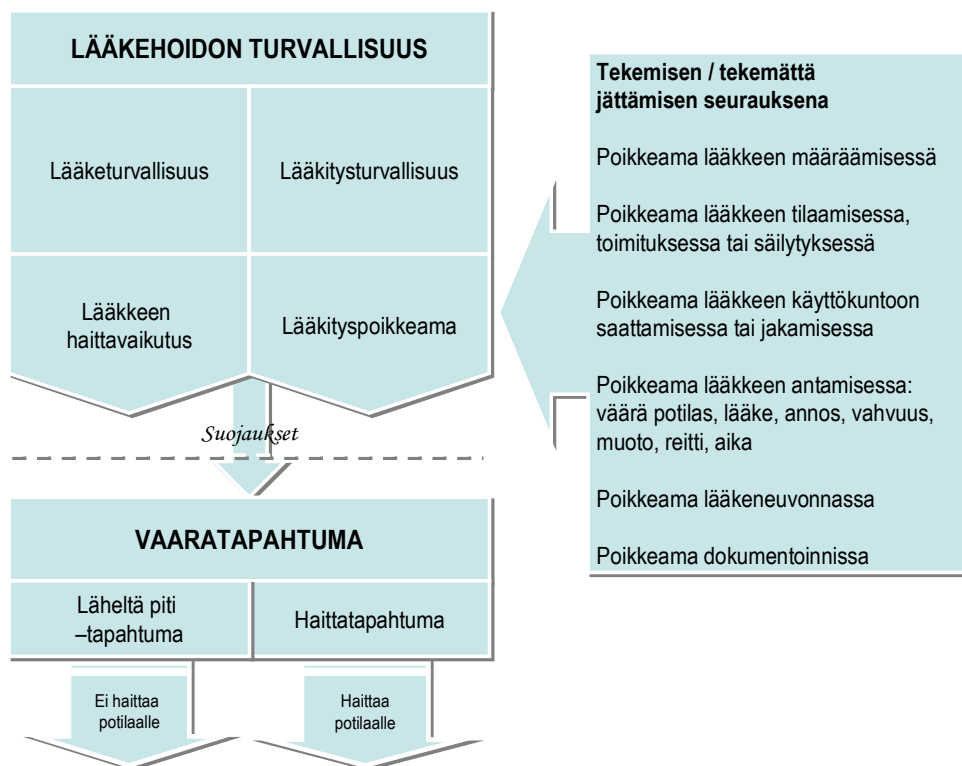 LÄÄKEHOIDON TURVALLISUUS
Lääketurvallisuus
Lääkitysturvallisuus
Lääkkeen
haittavaikutus
Lääkityspoikkeama
Suojaukset
VAARATAPAHTUMA
Läheltä piti
–tapahtuma
Haittatapahtuma
Ei haittaa
potilaalle
Haittaa
potilaalle
Tekemisen / tekemättä
jättämisen seurauksena
Poikkeama lääkkeen määräämisessä
Poikkeama lääkkeen tilaamisessa,
toimituksessa tai säilytyksessä
Poikkeama lääkkeen käyttökuntoon
saattamisessa tai jakamisessa
Poikkeama lääkkeen antamisessa:
väärä potilas, lääke, annos, vahvuus,
muoto, reitti, aika
Poikkeama lääkeneuvonnassa
Poikkeama dokumentoinnissa